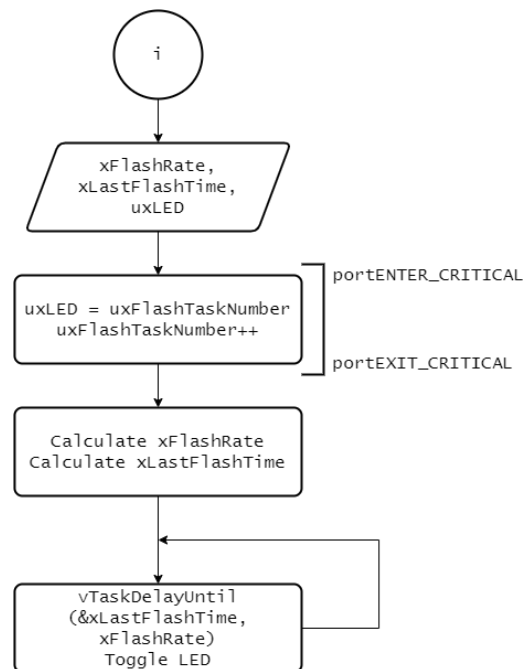 i
xFlashRate,
xLastFlashTime,
uxLED
portENTER_CRITICAL
uxLED = uxFlashTaskNumber
uxFlashTaskNumber++
portEXIT_CRITICAL
Calculate xFlashRate
Calculate xLastFlashTime
vTaskDelayUntil
(&xLastFlashTime,
xFlashRate)
Toggle LED